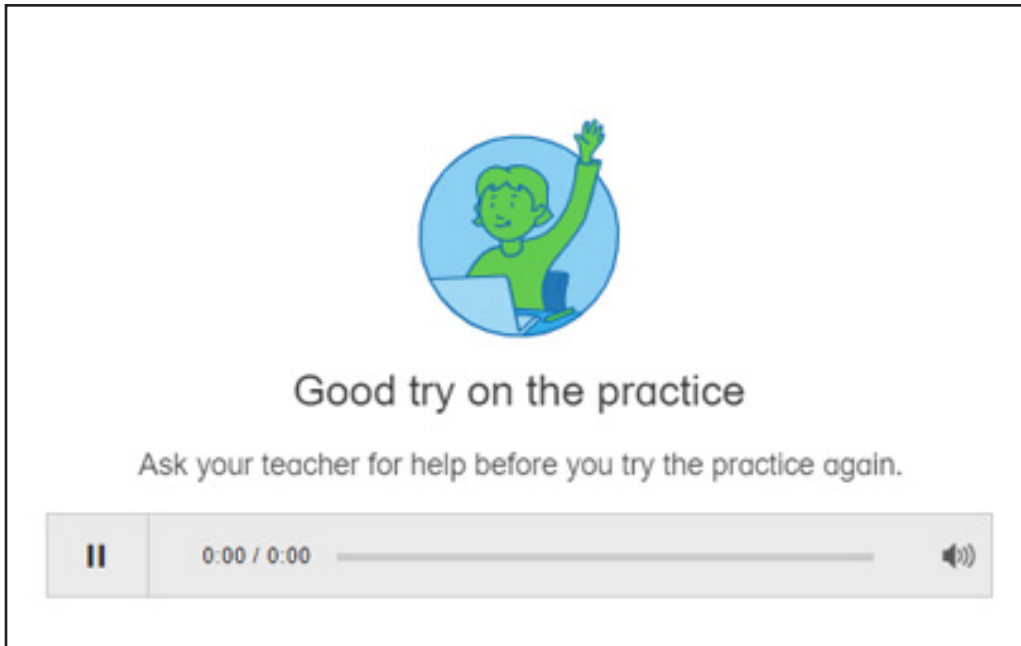 Good try on the practice
Ask your teacher for help before you try the practice again.
0:00 / 0:00